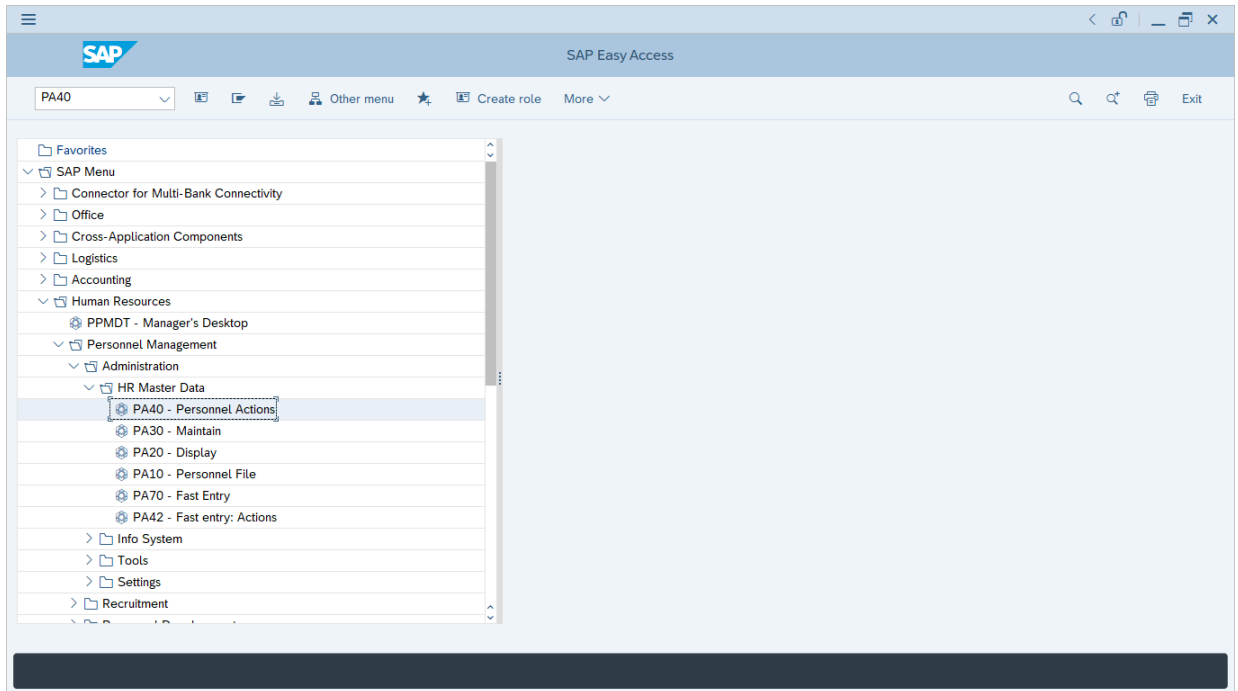 SAP
SAP Easy Access
PA40
Other menu
Create role
More
Exit
Favorites
SAP Menu
Connector for Multi-Bank Connectivity
Office
Cross-Application Components
Logistics
Accounting
Human Resources
PPMDT - Manager's Desktop
Personnel Management
Administration
HR Master Data
PA40 - Personnel Actions
PA30 - Maintain
PA20 - Display
PA10 - Personnel File
PA70 - Fast Entry
PA42 - Fast entry: Actions
Info System
Tools
Settings
Recruitment